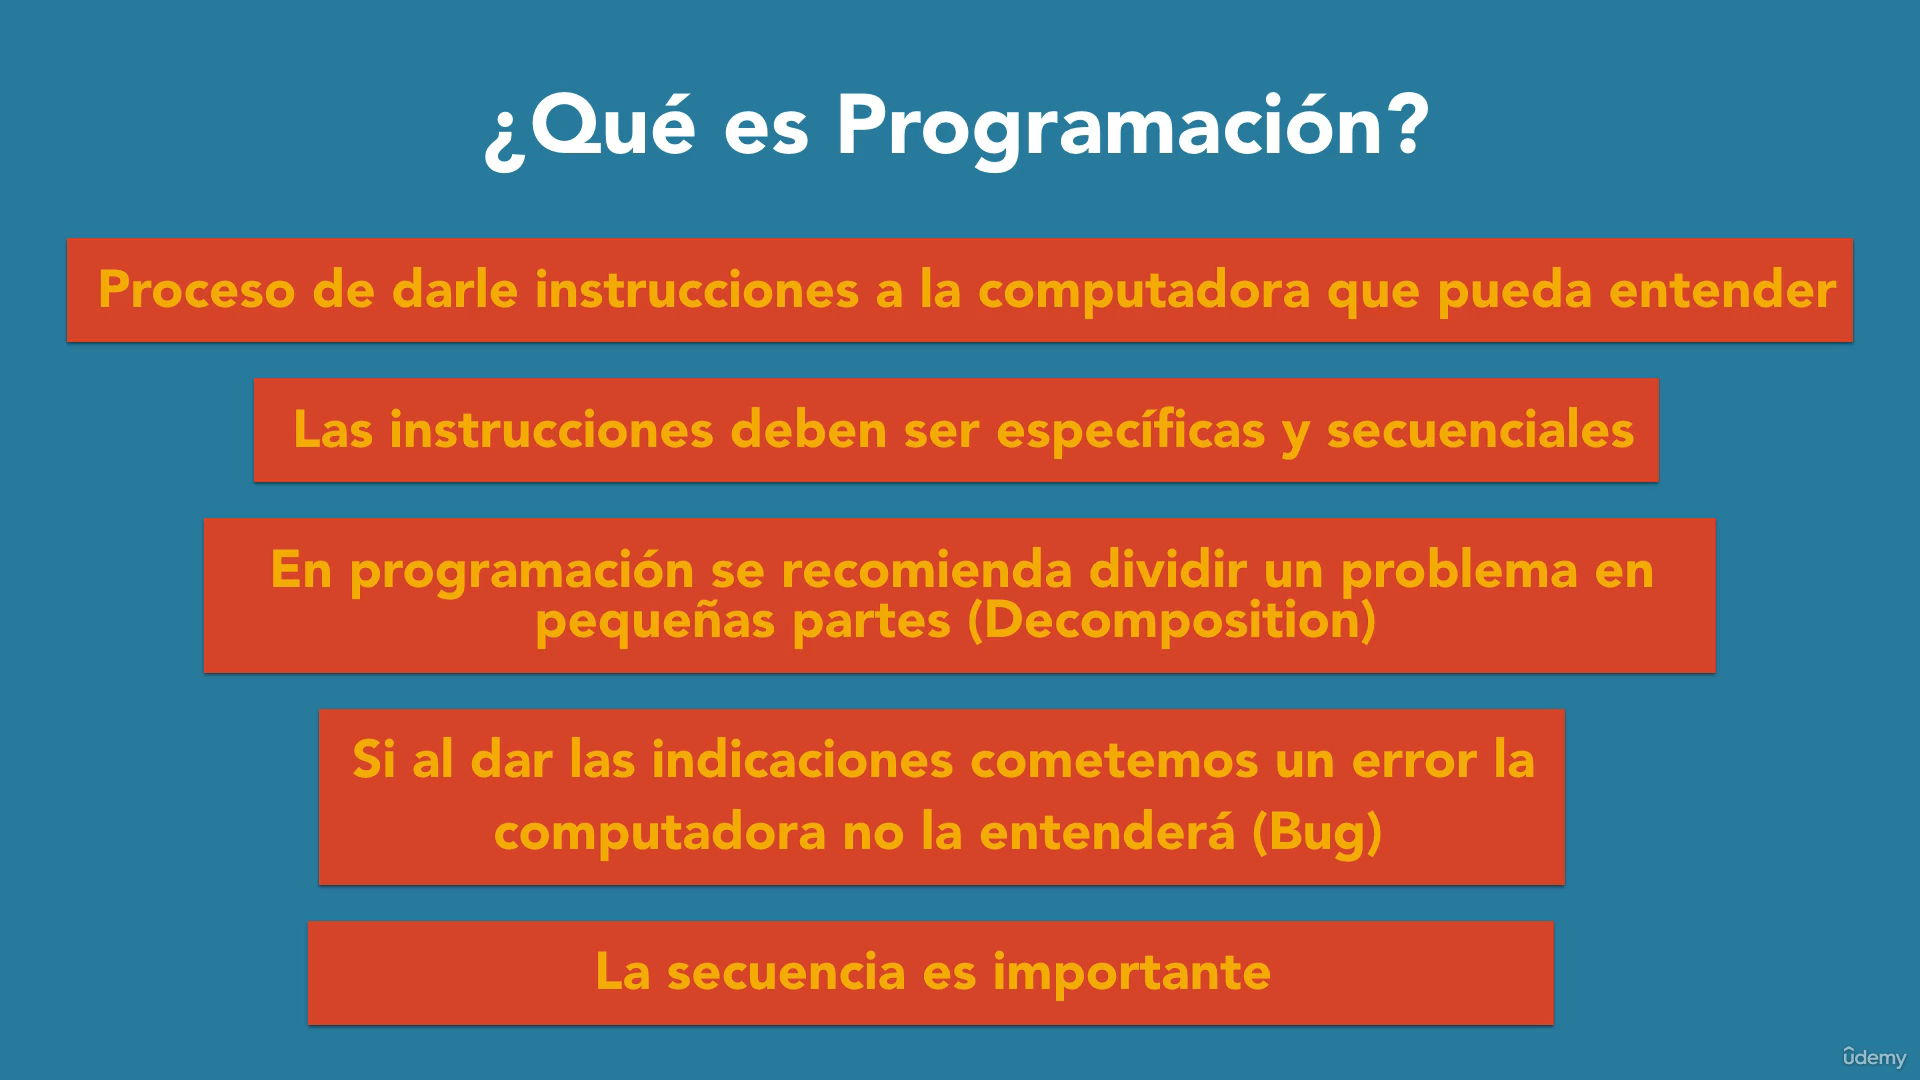 ¿Qué es Programación?
Proceso de darle instrucciones a la computadora que pueda entender
Las instrucciones deben ser específicas y secuenciales
En programación se recomienda dividir un problema en
pequeñas partes (Decomposition)
Si al dar las indicaciones cometemos un error la
computadora no la entenderá (Bug)
La secuencia es importante
udemy